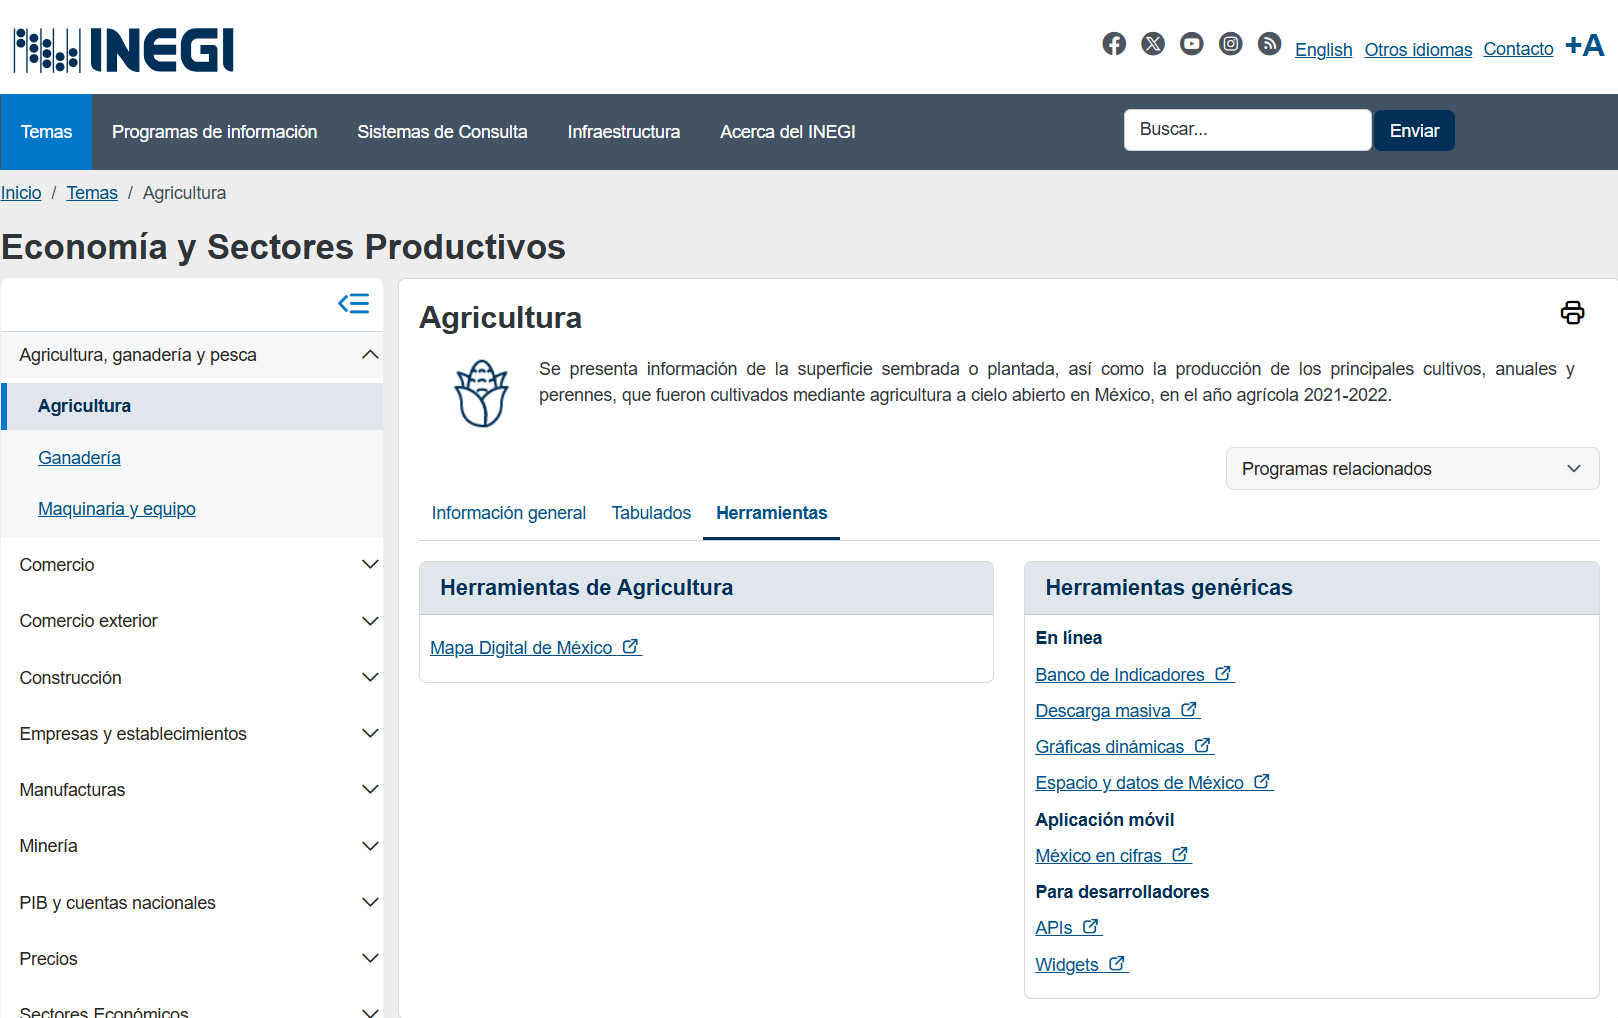 INEGI
English Otros idiomas Contacto +A
Temas Programas de información Sistemas de Consulta Infraestructura Acerca del INEGI Buscar... Enviar
Inicio / Temas / Agricultura
Economía y Sectores Productivos
Agricultura, ganadería y pesca
Agricultura
Ganadería
Maquinaria y equipo
Comercio
Comercio exterior
Construcción
Empresas y establecimientos
Manufacturas
Minería
PIB y cuentas nacionales
Precios
Sectores Económicos
Agricultura
Se presenta información de la superficie sembrada o plantada, así como la producción de los principales cultivos, anuales y
perennes, que fueron cultivados mediante agricultura a cielo abierto en México, en el año agrícola 2021-2022.
Programas relacionados
Información general Tabulados Herramientas
Herramientas de Agricultura
Mapa Digital de México
Herramientas genéricas
En línea
Banco de Indicadores
Descarga masiva
Gráficas dinámicas
Espacio y datos de México
Aplicación móvil
México en cifras
Para desarrolladores
APIs
Widgets